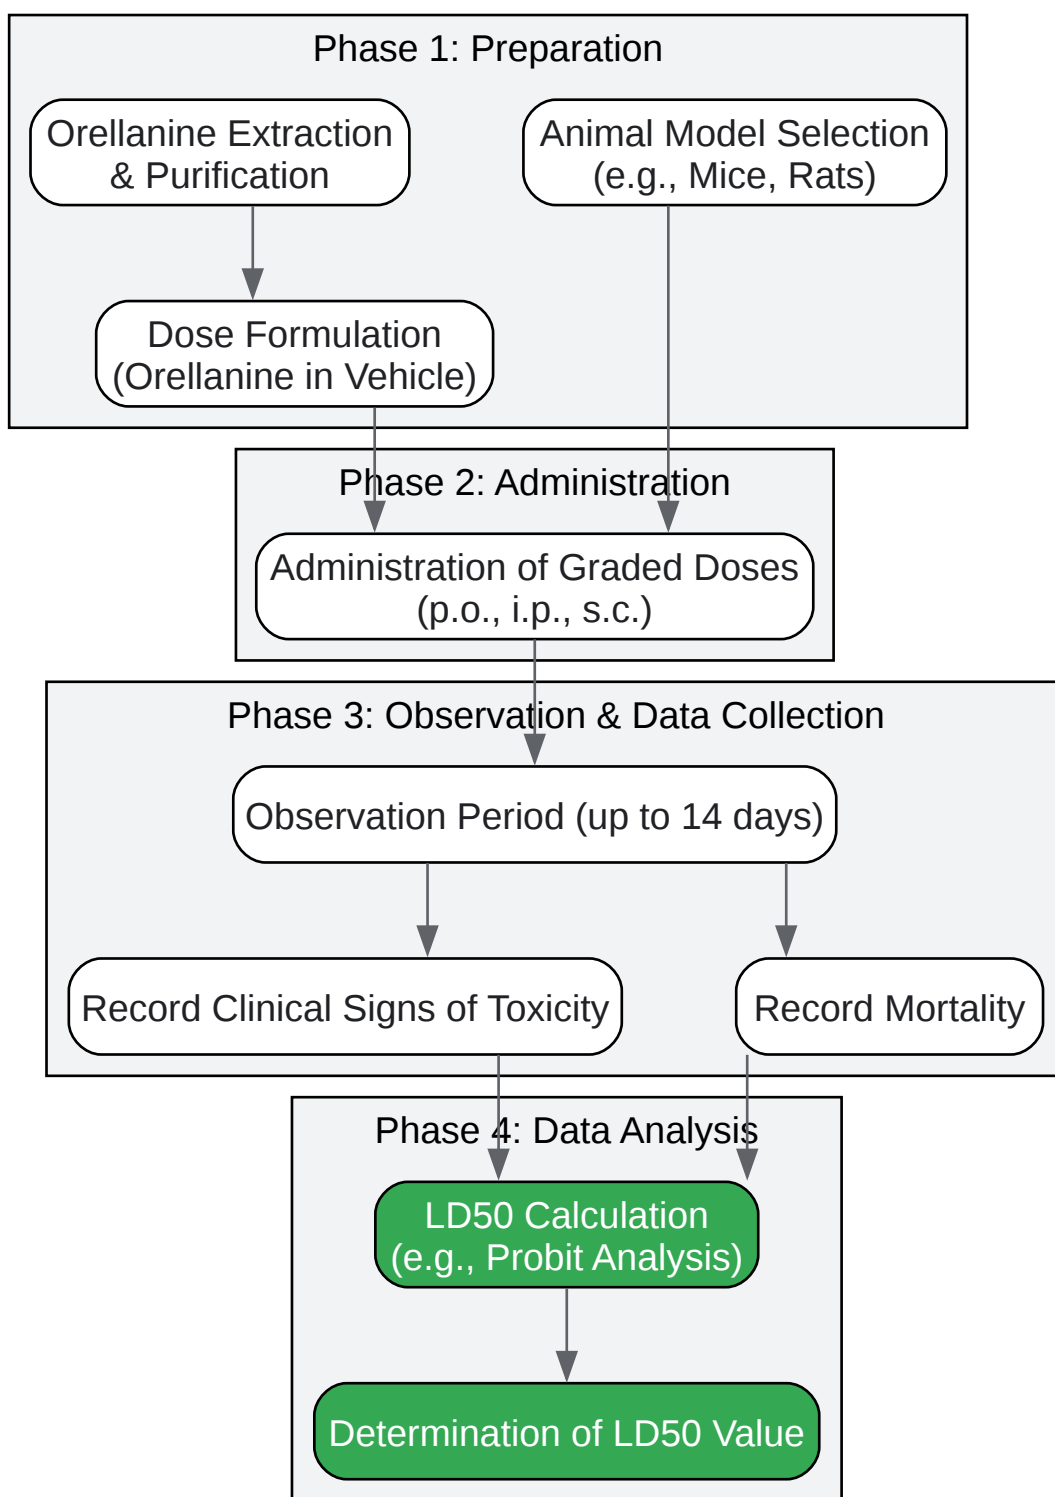 Phase 1: Preparation
Orellanine Extraction
& Purification
Animal Model Selection
(e.g., Mice, Rats)
Dose Formulation
(Orellanine in Vehicle)
Phase 2: Administration
Administration of Graded Doses
(p.o., i.p., s.c.)
Phase 3: Observation & Data Collection
Observation Period (up to 14 days)
Record Clinical Signs of Toxicity
Record Mortality
Phase 4: Data Analysis
LD50 Calculation
(e.g., Probit Analysis)
Determination of LD50 Value